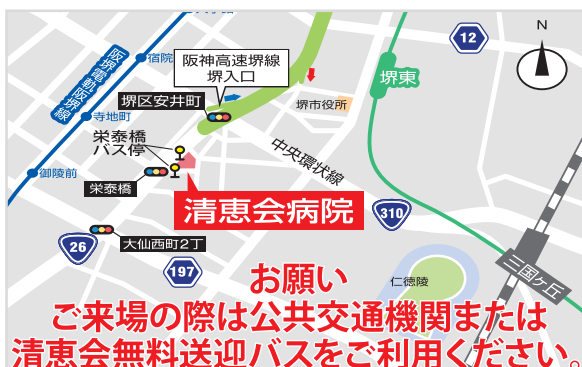 宿院
阪堺電軌阪堺線
寺地町
御陵前
阪神高速堺線
堺入口
堺区安井町
栄泰橋
バス停
栄泰橋
堺市役所
中央環状線
堺東
12
N
清恵会病院
310
26
大仙西町2丁
197
仁徳陵
三国ヶ丘
お願い
ご来場の際は公共交通機関または
清恵会無料送迎バスをご利用ください。